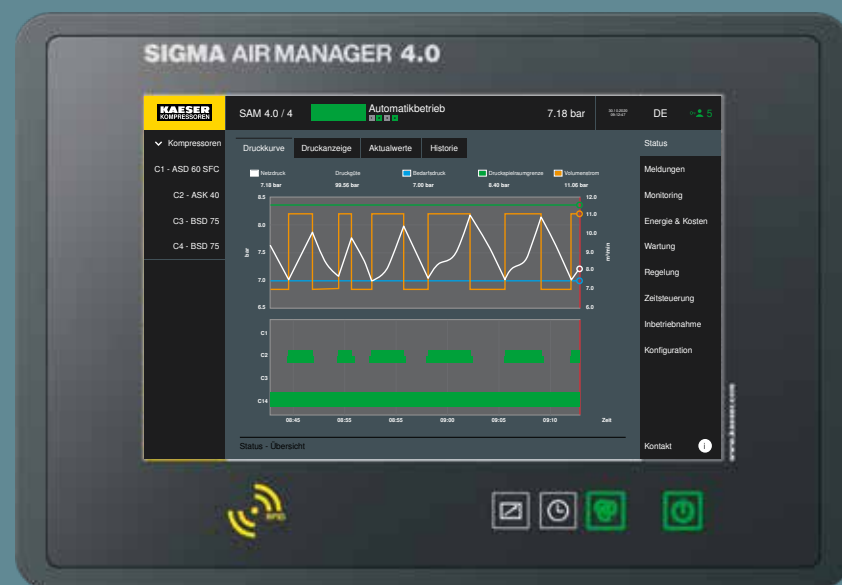 SIGMA AIR MANAGER 4.0
KAESER
KOMPRESSOREN
SAM 4.0 / 4
Automatikbetrieb
7.18 bar
DE
5
Kompressoren
C1 - ASD 60 SFC
C2 - ASK 40
C3 - BSD 75
C4 - BSD 75
Druckkurve
Druckanzeige
Aktualwerte
Historie
Netzdruck
Druckgüte
Bedarfsdruck
Druckspielraumgrenze
Volumenstrom
7.18 bar
99.56 bar
7.00 bar
8.40 bar
11.06 bar
8.5
8.0
7.5
7.0
6.5
bar
12.0
11.0
10.0
9.0
8.0
7.0
6.0
m³/min
C1
C2
C3
C14
08:45
08:55
08:55
09:00
09:05
09:10
Zeit
Status - Übersicht
Status
Meldungen
Monitoring
Energie & Kosten
Wartung
Regelung
Zeitsteuerung
Inbetriebnahme
Konfiguration
Kontakt
i
www.kaeser.com
RFID